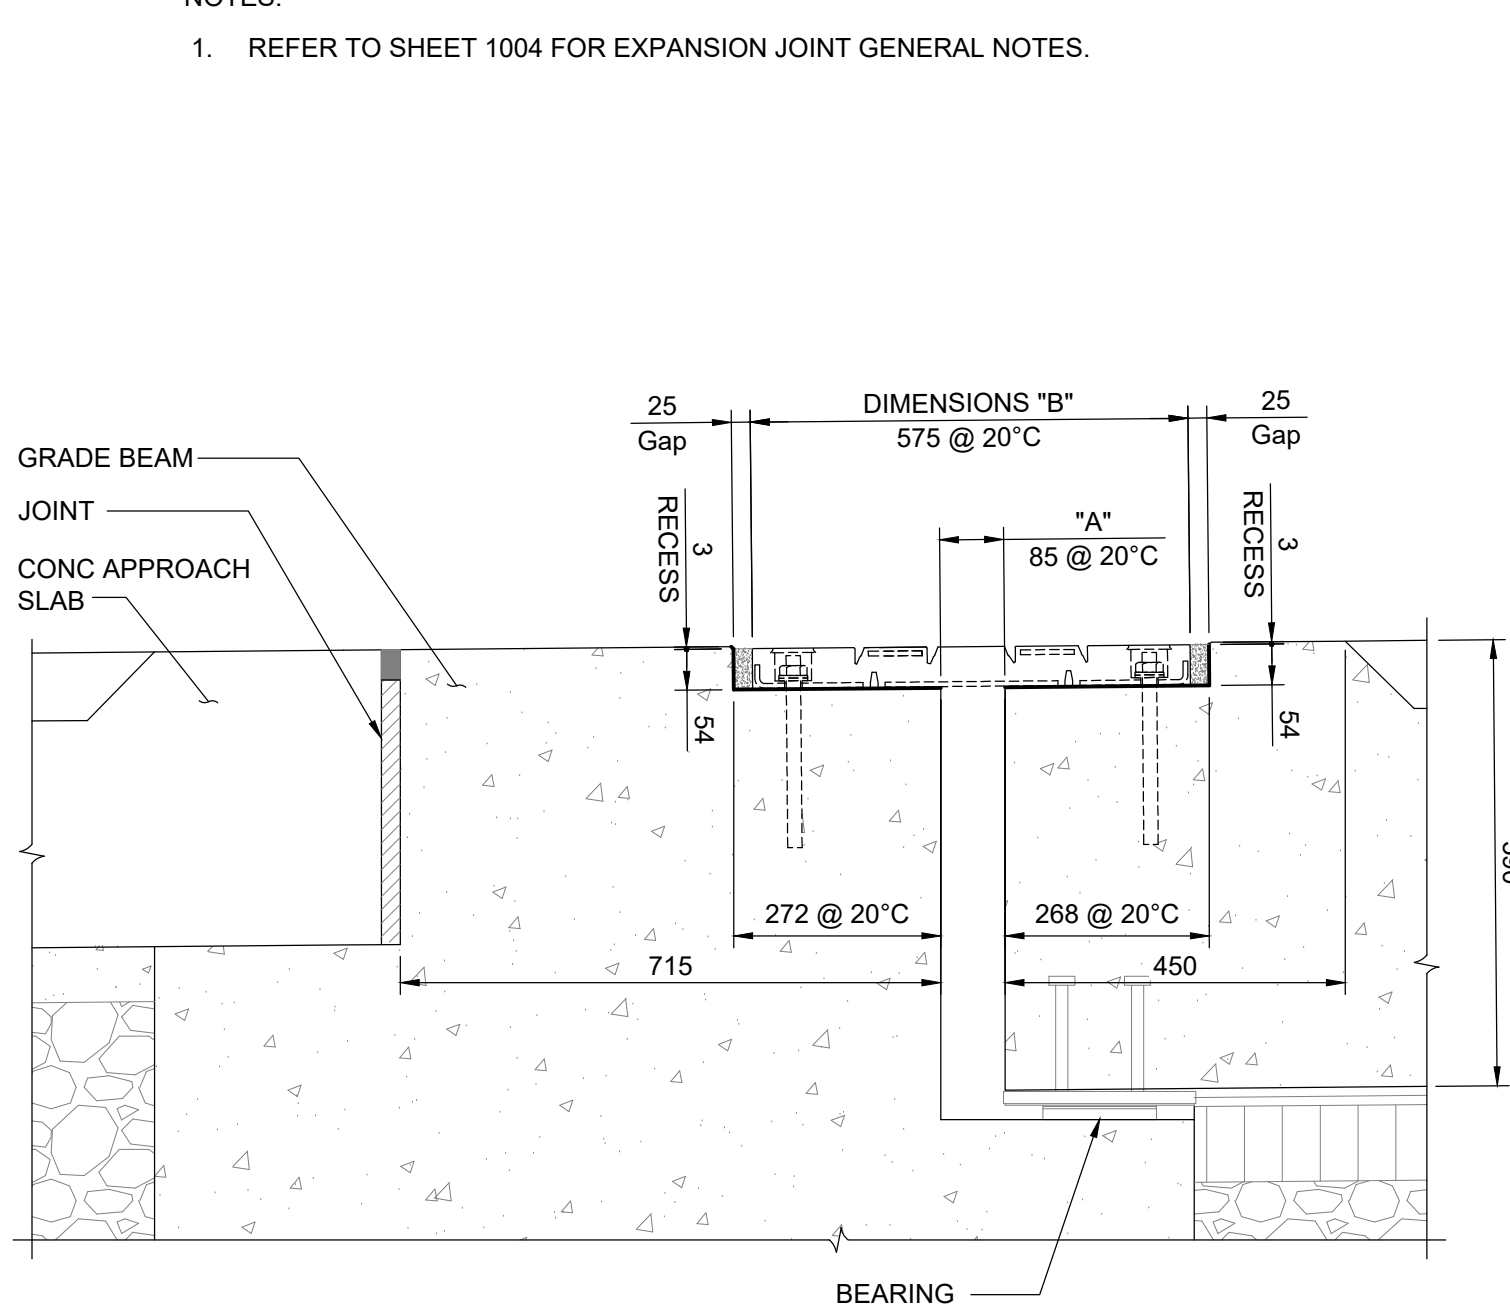 NOTES:
1. REFER TO SHEET 1004 FOR EXPANSION JOINT GENERAL NOTES.
25
Gap
DIMENSIONS "B"
575 @ 20°C
25
Gap
GRADE BEAM
JOINT
CONC APPROACH
SLAB
3
RECESS
"A"
85 @ 20°C
3
RECESS
54
54
272 @ 20°C
268 @ 20°C
715
450
BEARING